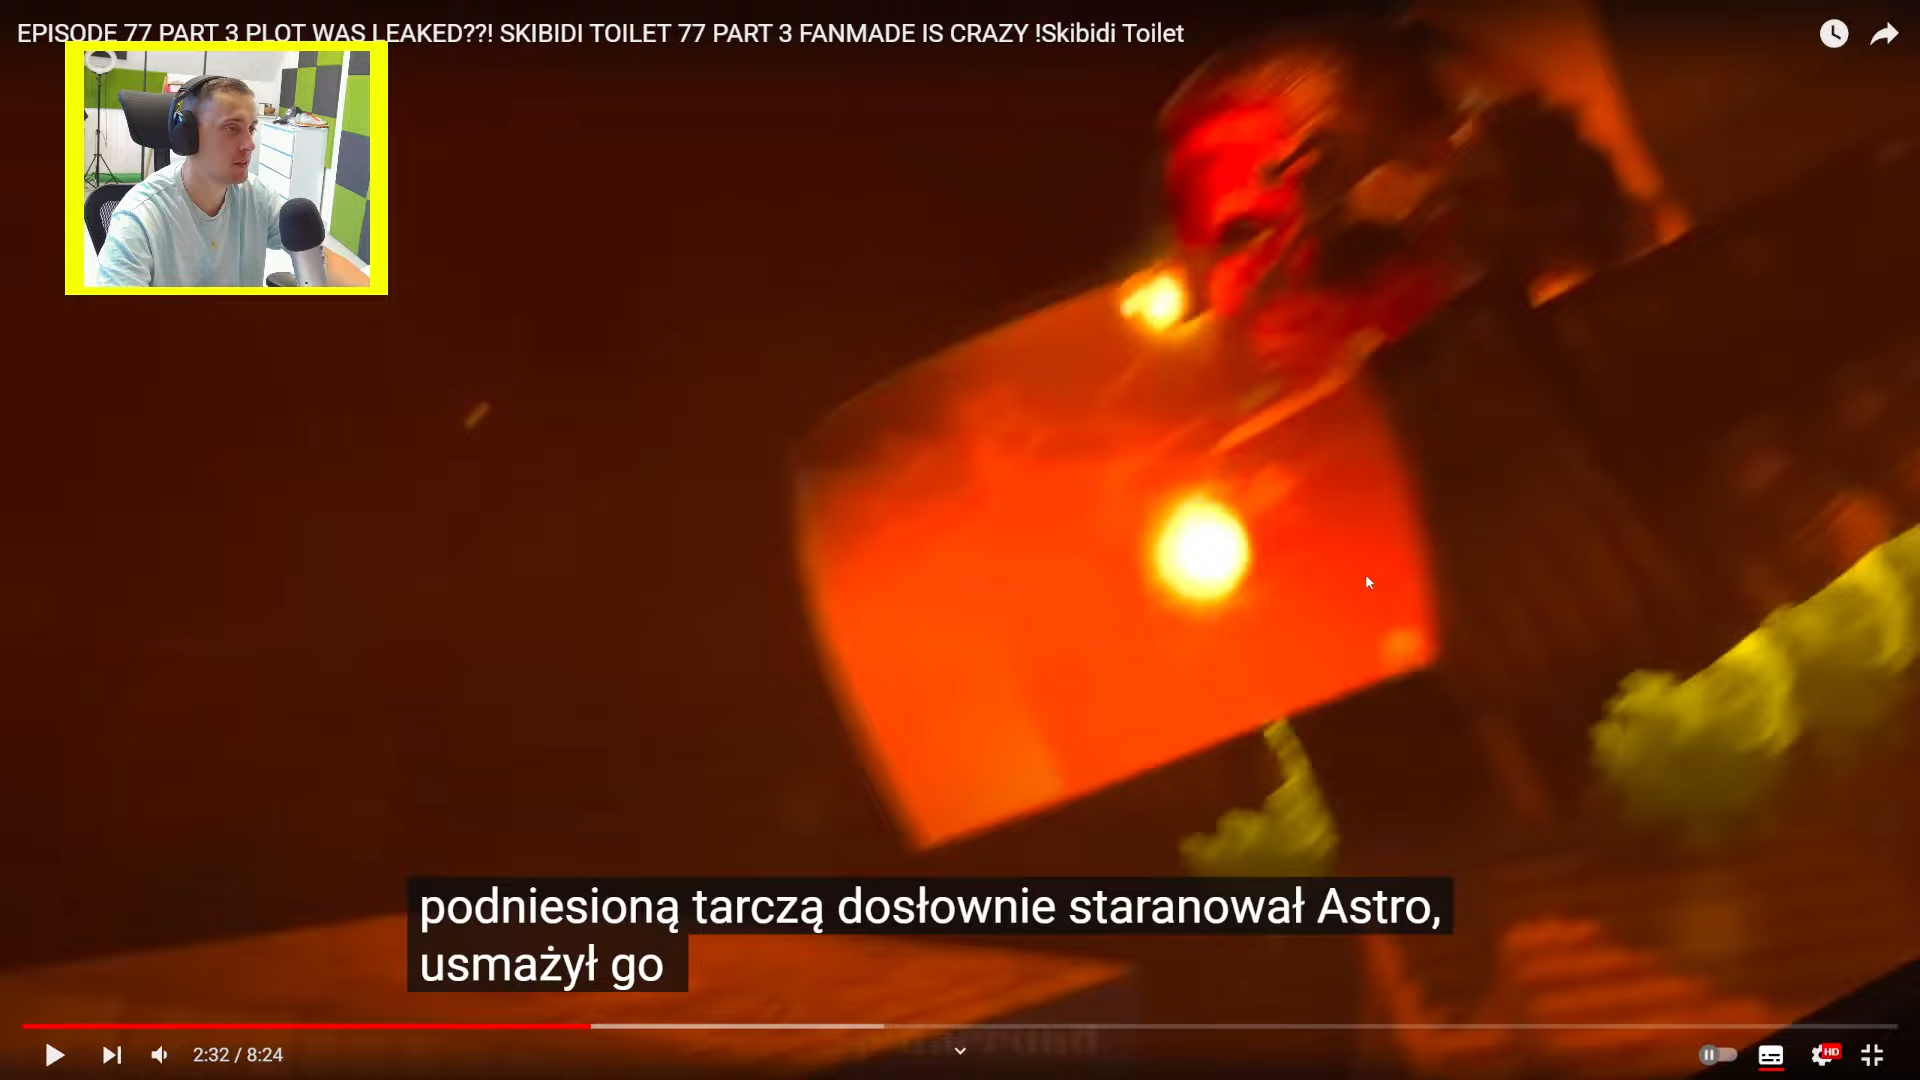 EPISODE 77 PART 3 PLOT WAS LEAKED??! SKIBIDI TOILET 77 PART 3 FANMADE IS CRAZY !Skibidi Toilet
podniesioną tarczą dosłownie staranował Astro,
usmażył go
2:32 / 8:24
HD